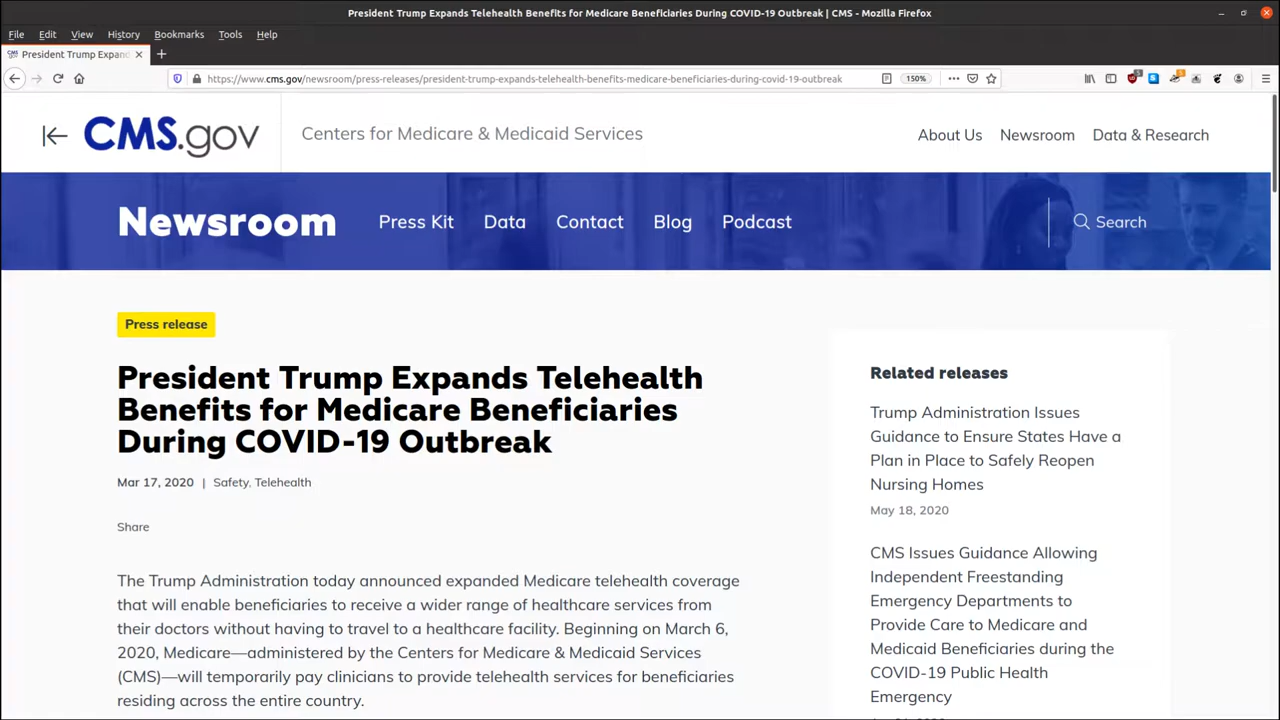 President Trump Expands Telehealth Benefits for Medicare Beneficiaries During COVID-19 Outbreak | CMS - Mozilla Firefox
File Edit View History Bookmarks Tools Help
President Trump Expand
https://www.cms.gov/newsroom/press-releases/president-trump-expands-telehealth-benefits-medicare-beneficiaries-during-covid-19-outbreak
150%
CMS.gov
Centers for Medicare & Medicaid Services
About Us Newsroom Data & Research
Newsroom Press Kit Data Contact Blog Podcast Search
Press release
President Trump Expands Telehealth
Benefits for Medicare Beneficiaries
During COVID-19 Outbreak
Mar 17, 2020 | Safety, Telehealth
Share
The Trump Administration today announced expanded Medicare telehealth coverage
that will enable beneficiaries to receive a wider range of healthcare services from
their doctors without having to travel to a healthcare facility. Beginning on March 6,
2020, Medicare—administered by the Centers for Medicare & Medicaid Services
(CMS)—will temporarily pay clinicians to provide telehealth services for beneficiaries
residing across the entire country.
Related releases
Trump Administration Issues
Guidance to Ensure States Have a
Plan in Place to Safely Reopen
Nursing Homes
May 18, 2020
CMS Issues Guidance Allowing
Independent Freestanding
Emergency Departments to
Provide Care to Medicare and
Medicaid Beneficiaries during the
COVID-19 Public Health
Emergency